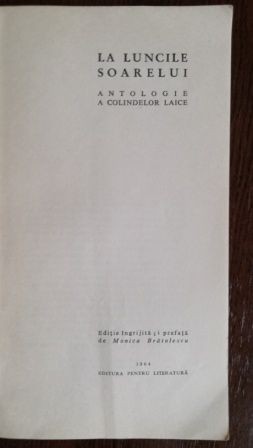 LA LUNCILE
SOARELUI
ANTOLOGIE
A COLINDELOR LAICE
Ediție îngrijită și prefață
de Monica Brătulescu
1964
EDITURA PENTRU LITERATURĂ